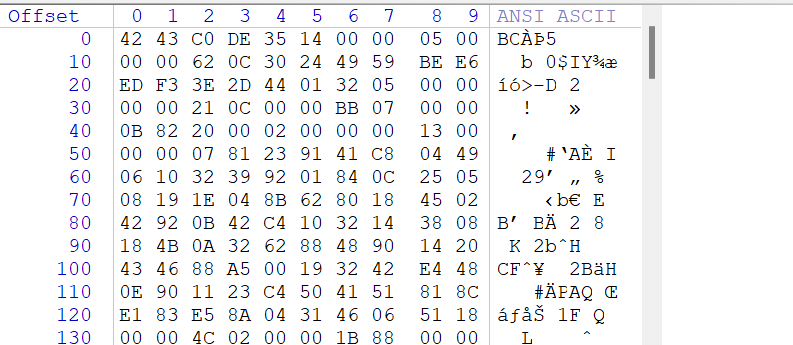 Offset 0 1 2 3 4 5 6 7 8 9 ANSI ASCII
0 42 43 C0 DE 35 14 00 00 05 00 BCÀÞ5
10 00 00 62 0C 30 24 49 59 BE E6 b 0$IY¾æ
20 ED F3 3E 2D 44 01 32 05 00 00 íó>-D 2
30 00 00 21 0C 00 00 BB 07 00 00 ! »
40 0B 82 20 00 02 00 00 00 13 00 ‚
50 00 00 07 81 23 91 41 C8 04 49 #‘AÈ I
60 06 10 32 39 92 01 84 0C 25 05 29’ „ %
70 08 19 1E 04 8B 62 80 18 45 02 ‹b€ E
80 42 92 0B 42 C4 10 32 14 38 08 B’ BÄ 2 8
90 18 4B 0A 32 62 88 48 90 14 20 K 2bˆH
100 43 46 88 A5 00 19 32 42 E4 48 CFˆ¥ 2BäH
110 0E 90 11 23 C4 50 41 51 81 8C #ÄPAQ Œ
120 E1 83 E5 8A 04 31 46 06 51 18 áƒåŠ 1F Q
130 00 00 4C 02 00 00 1B 88 00 00 L ˆ